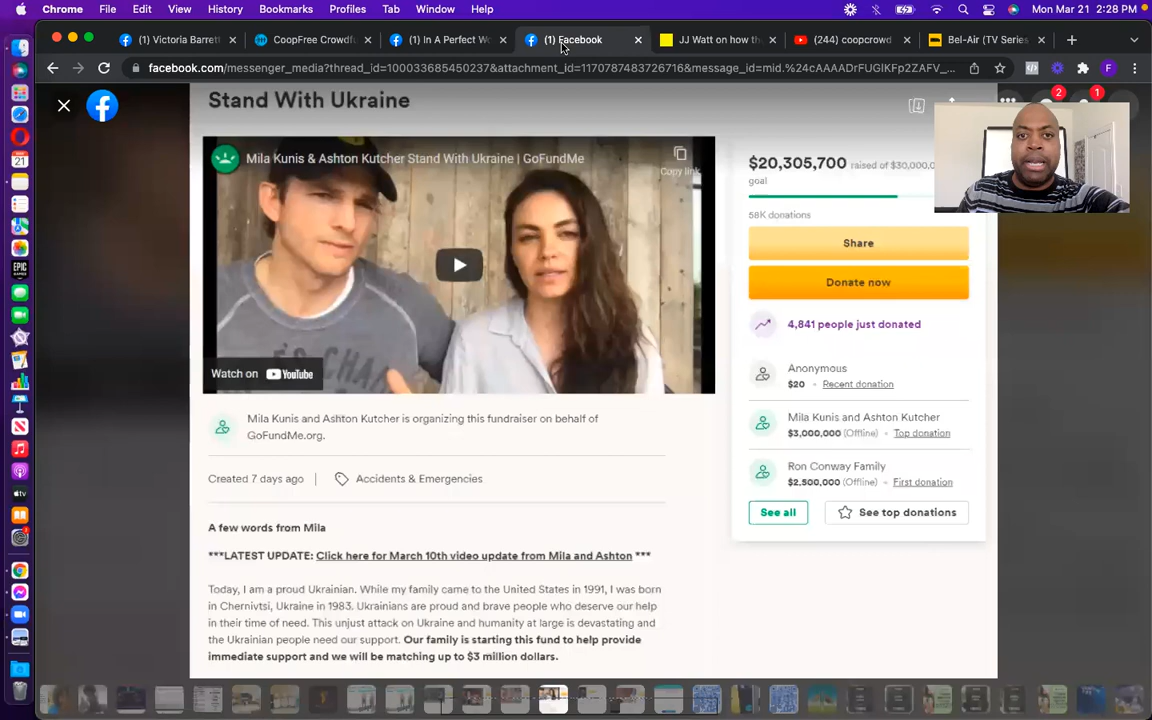 Chrome File Edit View History Bookmarks Profiles Tab Window Help Mon Mar 21 2:28 PM
(1) Victoria Barrett
CoopFree Crowdfu
(1) In A Perfect Wo
(1) Facebook
JJ Watt on how the
(244) coopcrowd
Bel-Air (TV Series
facebook.com/messenger_media?thread_id=100033685450237&attachment_id=1170787483726716&message_id=mid.%24cAAAADrFUGlKFp2ZAFV_...
F
2
1
Stand With Ukraine
Mila Kunis & Ashton Kutcher Stand With Ukraine | GoFundMe
Copy link
Watch on YouTube
Mila Kunis and Ashton Kutcher is organizing this fundraiser on behalf of
GoFundMe.org.
Created 7 days ago
Accidents & Emergencies
A few words from Mila
***LATEST UPDATE: Click here for March 10th video update from Mila and Ashton ***
Today, I am a proud Ukrainian. While my family came to the United States in 1991, I was born
in Chernivtsi, Ukraine in 1983. Ukrainians are proud and brave people who deserve our help
in their time of need. This unjust attack on Ukraine and humanity at large is devastating and
the Ukrainian people need our support. Our family is starting this fund to help provide
immediate support and we will be matching up to $3 million dollars.
$20,305,700 raised of $30,000,0
goal
58K donations
Share
Donate now
4,841 people just donated
Anonymous
$20 • Recent donation
Mila Kunis and Ashton Kutcher
$3,000,000 (Offline) • Top donation
Ron Conway Family
$2,500,000 (Offline) • First donation
See all
See top donations